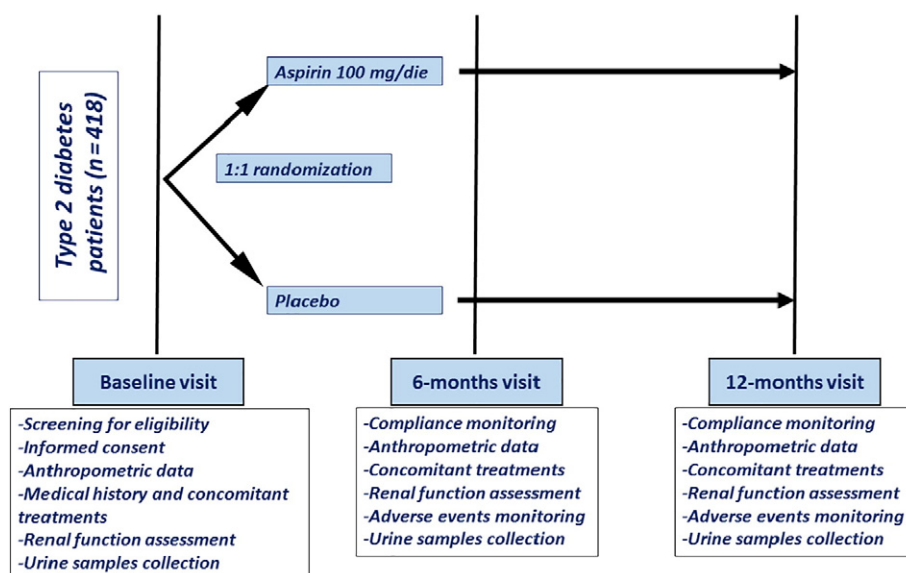 Type 2 diabetes
patients (n = 418)
Aspirin 100 mg/die
1:1 randomization
Placebo
Baseline visit
-Screening for eligibility
-Informed consent
-Anthropometric data
-Medical history and concomitant
treatments
-Renal function assessment
-Urine samples collection
6-months visit
-Compliance monitoring
-Anthropometric data
-Concomitant treatments
-Renal function assessment
-Adverse events monitoring
-Urine samples collection
12-months visit
-Compliance monitoring
-Anthropometric data
-Concomitant treatments
-Renal function assessment
-Adverse events monitoring
-Urine samples collection